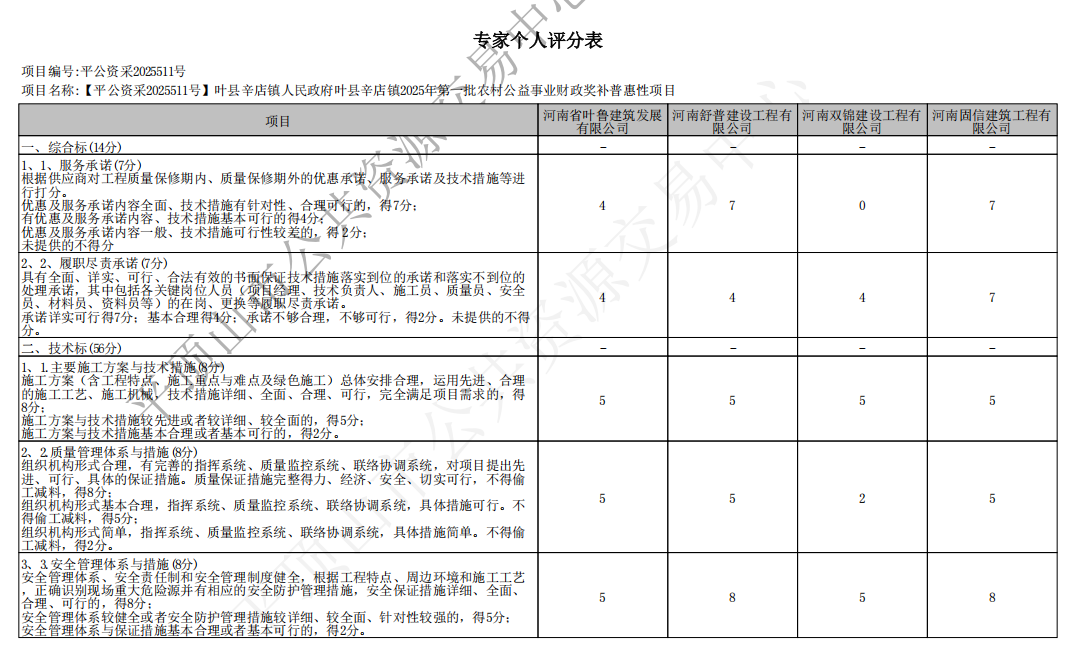 专家个人评分表
项目编号:平公资采2025511号
项目名称:【平公资采2025511号】叶县辛店镇人民政府叶县辛店镇2025年第一批农村公益事业财政奖补普惠性项目
项目
河南省叶鲁建筑发展
有限公司
河南舒普建设工程有
限公司
河南双锦建设工程有
限公司
河南固信建筑工程有
限公司
一、综合标(14分)
-
-
-
-
1、1、服务承诺(7分)
根据供应商对工程质量保修期内、质量保修期外的优惠承诺、服务承诺及技术措施等进
行打分。
优惠及服务承诺内容全面、技术措施有针对性、合理可行的，得7分；
有优惠及服务承诺内容、技术措施基本可行的得4分；
优惠及服务承诺内容一般、技术措施可行性较差的，得 2分；
未提供的不得分
4
7
0
7
2、2、履职尽责承诺(7分)
具有全面、详实、可行、合法有效的书面保证技术措施落实到位的承诺和落实不到位的
处理承诺，其中包括各关键岗位人员（项目经理、技术负责人、施工员、质量员、安全
员、材料员、资料员等）的在岗、更换等履职尽责承诺。
承诺详实可行得7分；基本合理得4分；承诺不够合理，不够可行，得2分。未提供的不得
分。
4
4
4
7
二、技术标(56分)
-
-
-
-
1、1.主要施工方案与技术措施(8分)
施工方案（含工程特点、施工重点与难点及绿色施工）总体安排合理，运用先进、合理
的施工工艺、施工机械，技术措施详细、全面、合理、可行，完全满足项目需求的，得
8分；
施工方案与技术措施较先进或者较详细、较全面的，得5分；
施工方案与技术措施基本合理或者基本可行的，得2分。
5
5
5
5
2、2.质量管理体系与措施(8分)
组织机构形式合理，有完善的指挥系统、质量监控系统、联络协调系统，对项目提出先
进、可行、具体的保证措施。质量保证措施完整得力、经济、安全、切实可行，不得偷
工减料，得8分；
组织机构形式基本合理，指挥系统、质量监控系统、联络协调系统，具体措施可行。不
得偷工减料，得5分；
组织机构形式简单，指挥系统、质量监控系统、联络协调系统，具体措施简单。不得偷
工减料，得2分。
5
5
2
5
3、3.安全管理体系与措施(8分)
安全管理体系、安全责任制和安全管理制度健全，根据工程特点、周边环境和施工工艺
，正确识别现场重大危险源并有相应的安全防护管理措施，安全保证措施详细、全面、
合理、可行的，得8分；
安全管理体系较健全或者安全防护管理措施较详细、较全面、针对性较强的，得5分；
安全管理体系与保证措施基本合理或者基本可行的，得2分。
5
8
5
8
平顶山市公共资源交易中心
平顶山市公共资源交易中心